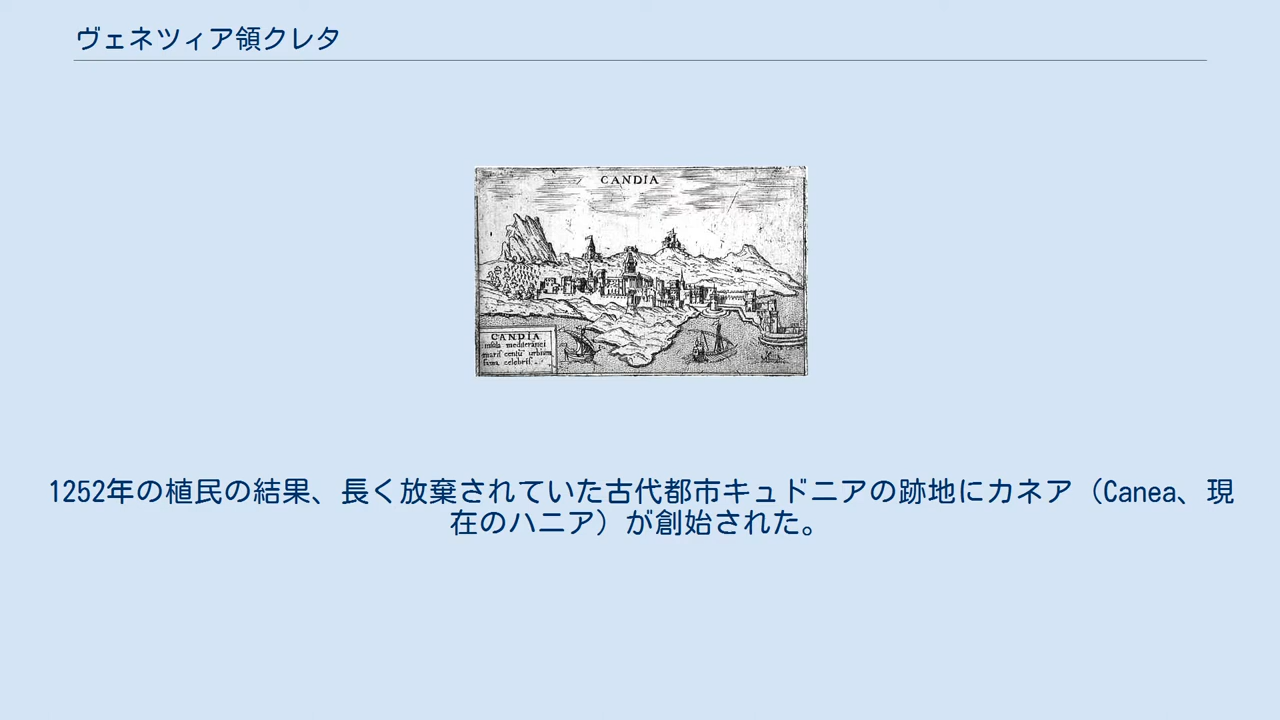 ヴェネツィア領クレタ
CANDIA
CANDIA
insula mediterānei
maris centū urbium
fama celebris.
1252年の植民の結果、長く放棄されていた古代都市キュドニアの跡地にカネア（Canea、現
在のハニア）が創始された。